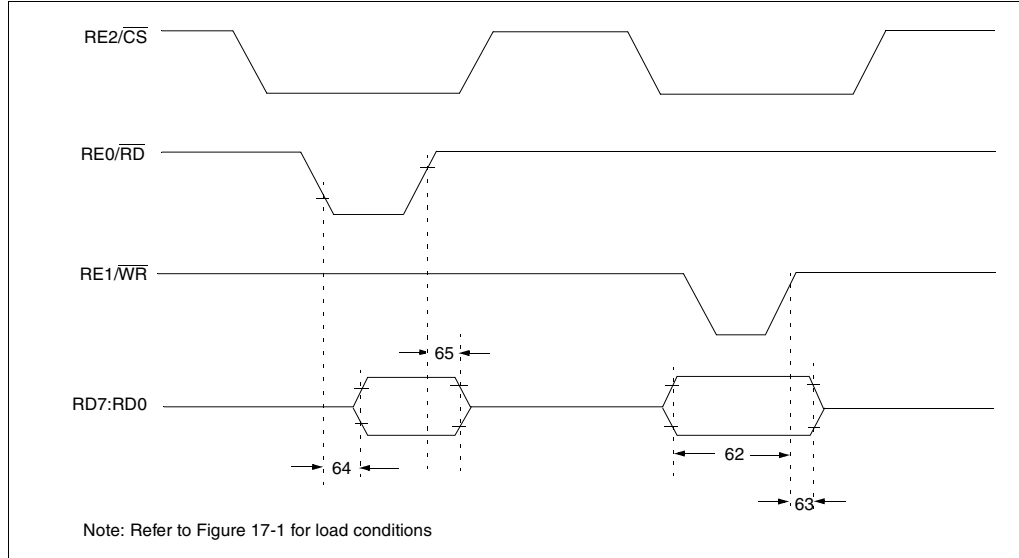 RE2/CS
RE0/RD
RE1/WR
65
RD7:RD0
64
62
63
Note: Refer to Figure 17-1 for load conditions